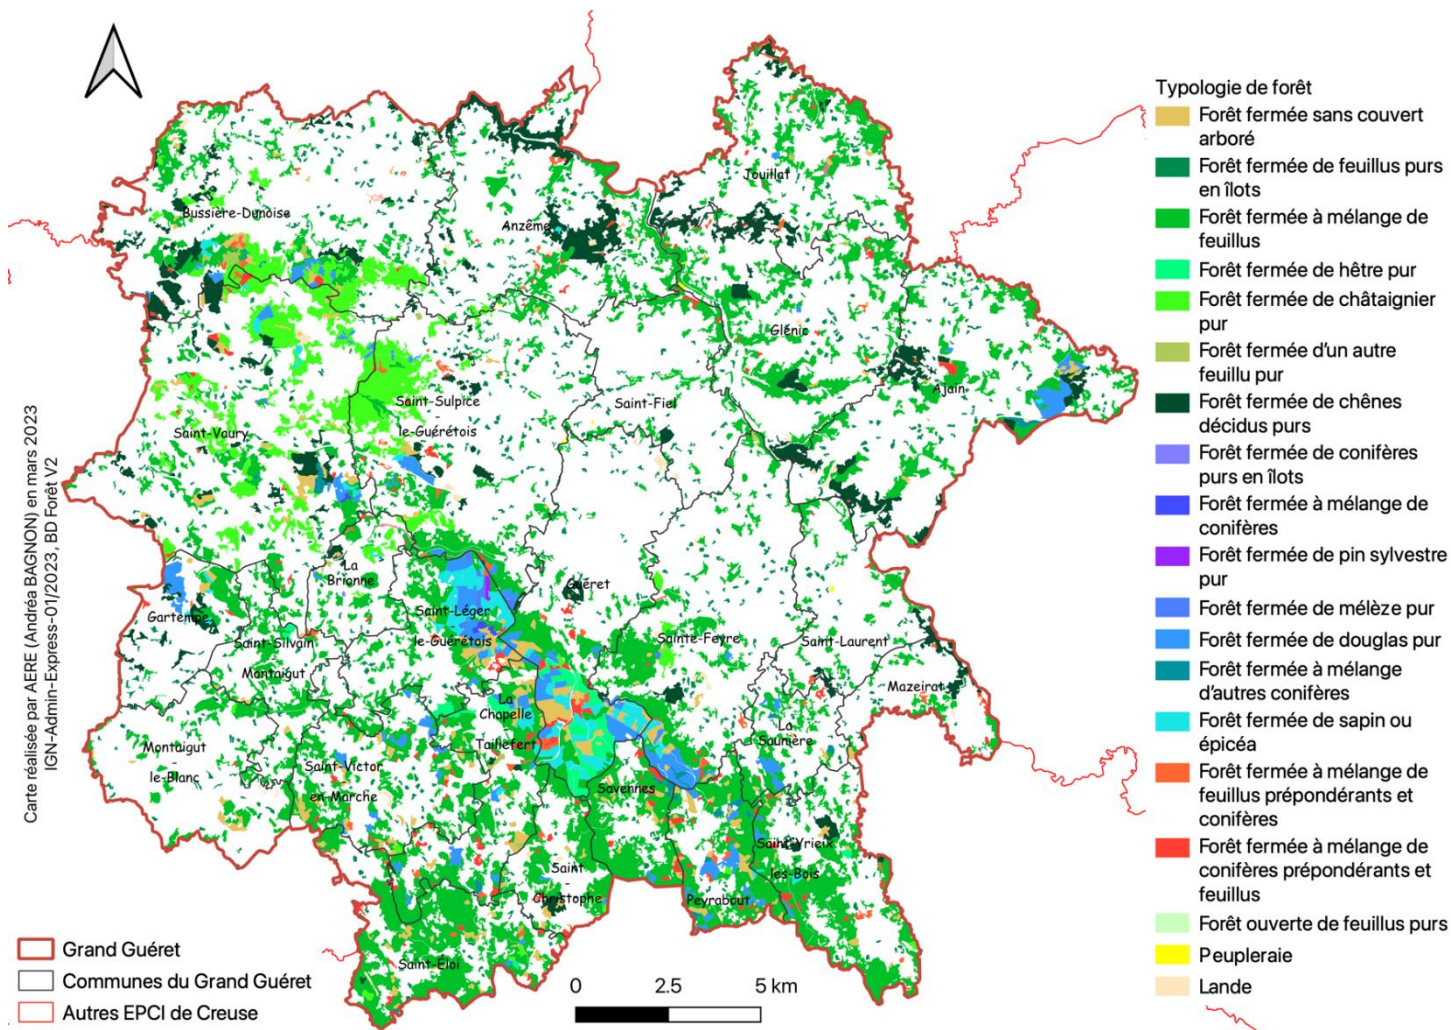 Typologie de forêt
Forêt fermée sans couvert
arboré
Forêt fermée de feuillus purs
en îlots
Forêt fermée à mélange de
feuillus
Forêt fermée de hêtre pur
Forêt fermée de châtaignier
pur
Forêt fermée d'un autre
feuillu pur
Forêt fermée de chênes
décidus purs
Forêt fermée de conifères
purs en îlots
Forêt fermée à mélange de
conifères
Forêt fermée de pin sylvestre
pur
Forêt fermée de mélèze pur
Forêt fermée de douglas pur
Forêt fermée à mélange
d'autres conifères
Forêt fermée de sapin ou
épicéa
Forêt fermée à mélange de
feuillus prépondérants et
conifères
Forêt fermée à mélange de
conifères prépondérants et
feuillus
Forêt ouverte de feuillus purs
Peupleraie
Lande
Jouillat
Bussière-Dunoise
Anzême
Glénic
Ajain
Saint-Fiel
Saint-Sulpice
-
le-Guérétois
Saint-Vaury
La
Brionne
Guéret
Saint-Léger
-
le-Guérétois
Gartempe
Saint-Silvain
-
Montaigut
Sainte-Feyre
Saint-Laurent
Mazeirat
La
Chapelle
-
Taillefert
La
Saunière
Montaigut
-
le-Blanc
Saint-Victor
-
en-Marche
Savennes
Saint-Yrieix
-
les-Bois
Saint
-
Christophe
Peyrabout
Saint-Éloi
Carte réalisée par AERE (Andréa BAGNON) en mars 2023
IGN-Admin-Express-01/2023, BD Forêt V2
Grand Guéret
Communes du Grand Guéret
Autres EPCI de Creuse
0 2.5 5 km